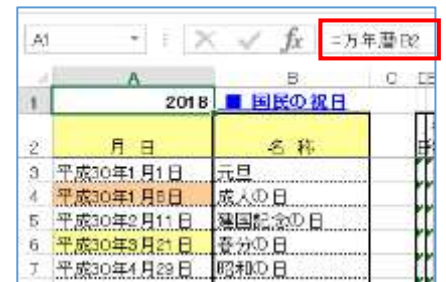 A1 fx =万年暦B2
A B C
1 2018 ■ 国民の祝日
2 月 日 名 称
3 平成30年1月1日 元旦
4 平成30年1月8日 成人の日
5 平成30年2月11日 建国記念の日
6 平成30年3月21日 春分の日
7 平成30年4月29日 昭和の日